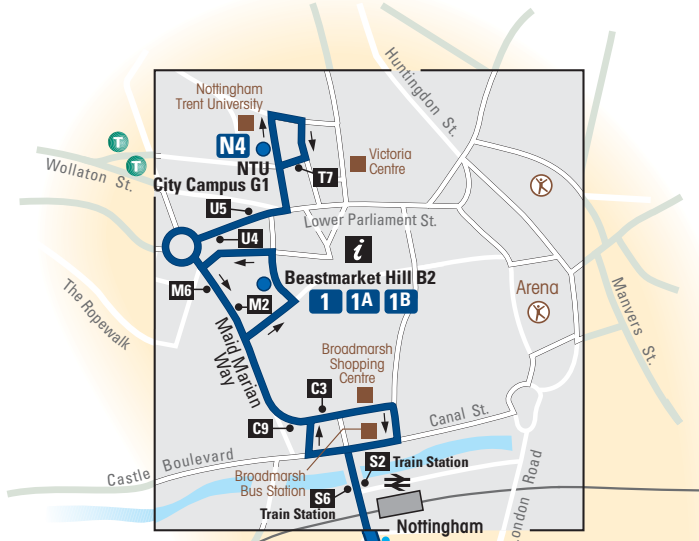 Huntingdon St.
Nottingham
Trent University
N4
NTU
City Campus G1
T
T
Wollaton St.
T7
Victoria
Centre
U5
U4
Lower Parliament St.
i
Beastmarket Hill B2
1
1A
1B
M6
M2
The Ropewalk
Maid Marian
Way
Arena
Manvers St.
Broadmarsh
Shopping
Centre
C3
C9
Canal St.
Castle Boulevard
Broadmarsh
Bus Station
S2
Train Station
S6
Train Station
Nottingham
London Road